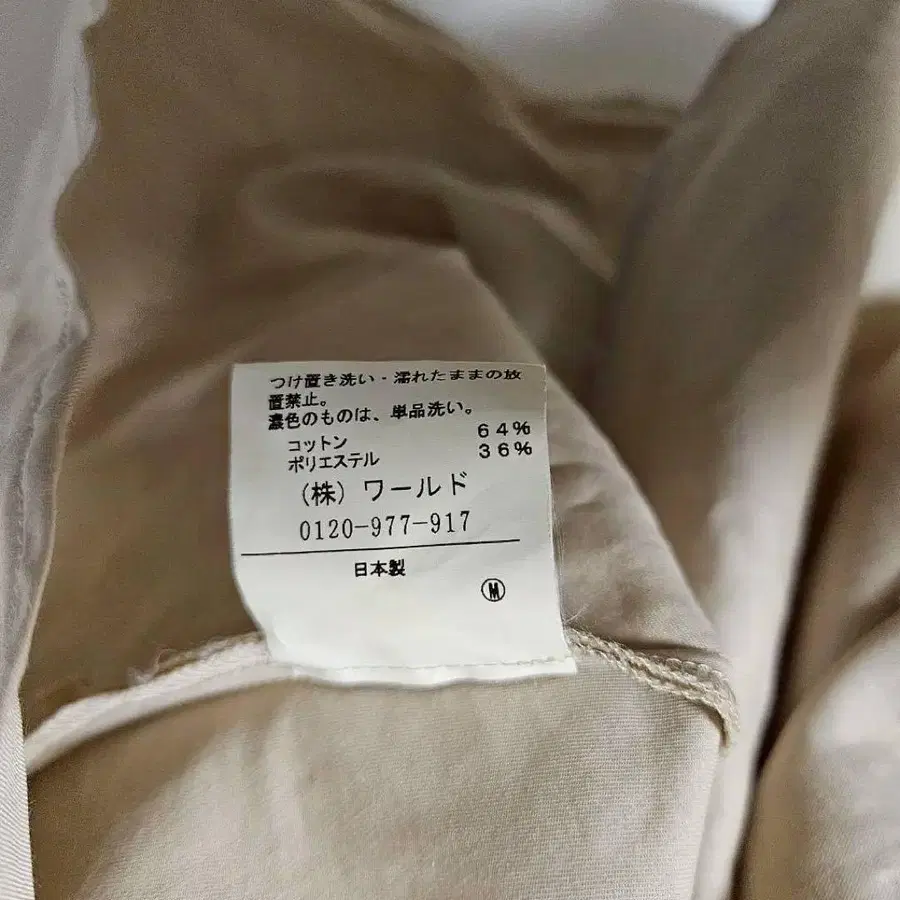 つけ置き洗い・濡れたままの放
置禁止。
濃色のものは、単品洗い。
コットン 64%
ポリエステル 36%
(株) ワールド
0120-977-917
日本製
M